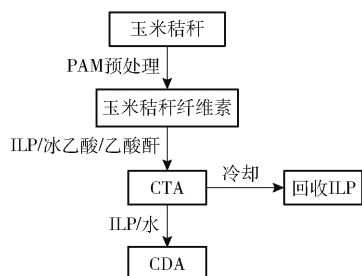 玉米秸秆
PAM预处理
玉米秸秆纤维素
ILP/冰乙酸/乙酸酐
CTA
冷却
回收ILP
ILP/水
CDA